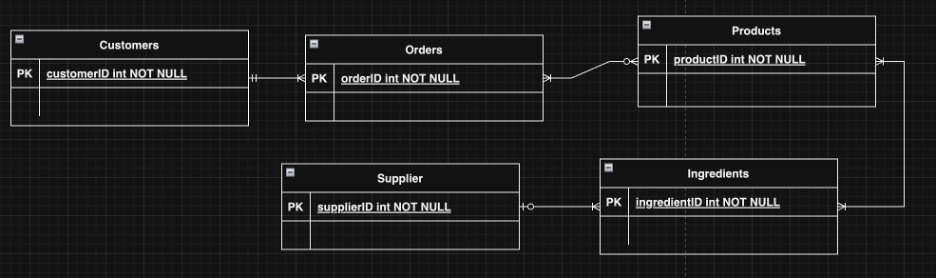 Customers
PK customerID int NOT NULL
Orders
PK orderID int NOT NULL
Products
PK productID int NOT NULL
Supplier
PK supplierID int NOT NULL
Ingredients
PK ingredientID int NOT NULL